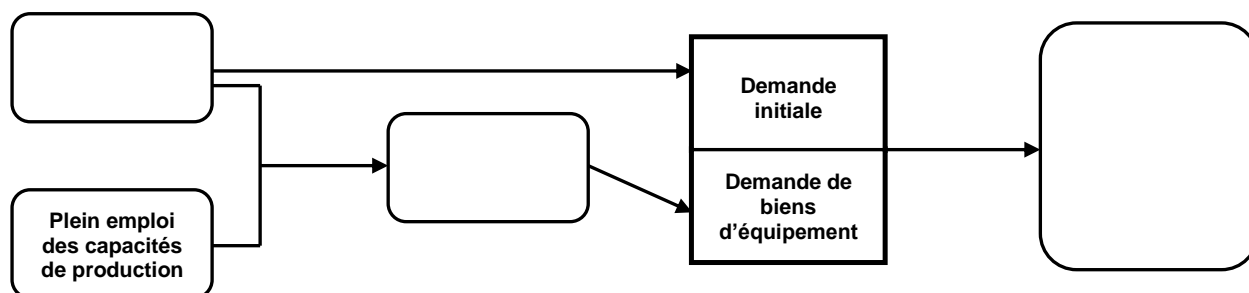 Demande
initiale
Demande de
biens
d’équipement
Plein emploi
des capacités
de production